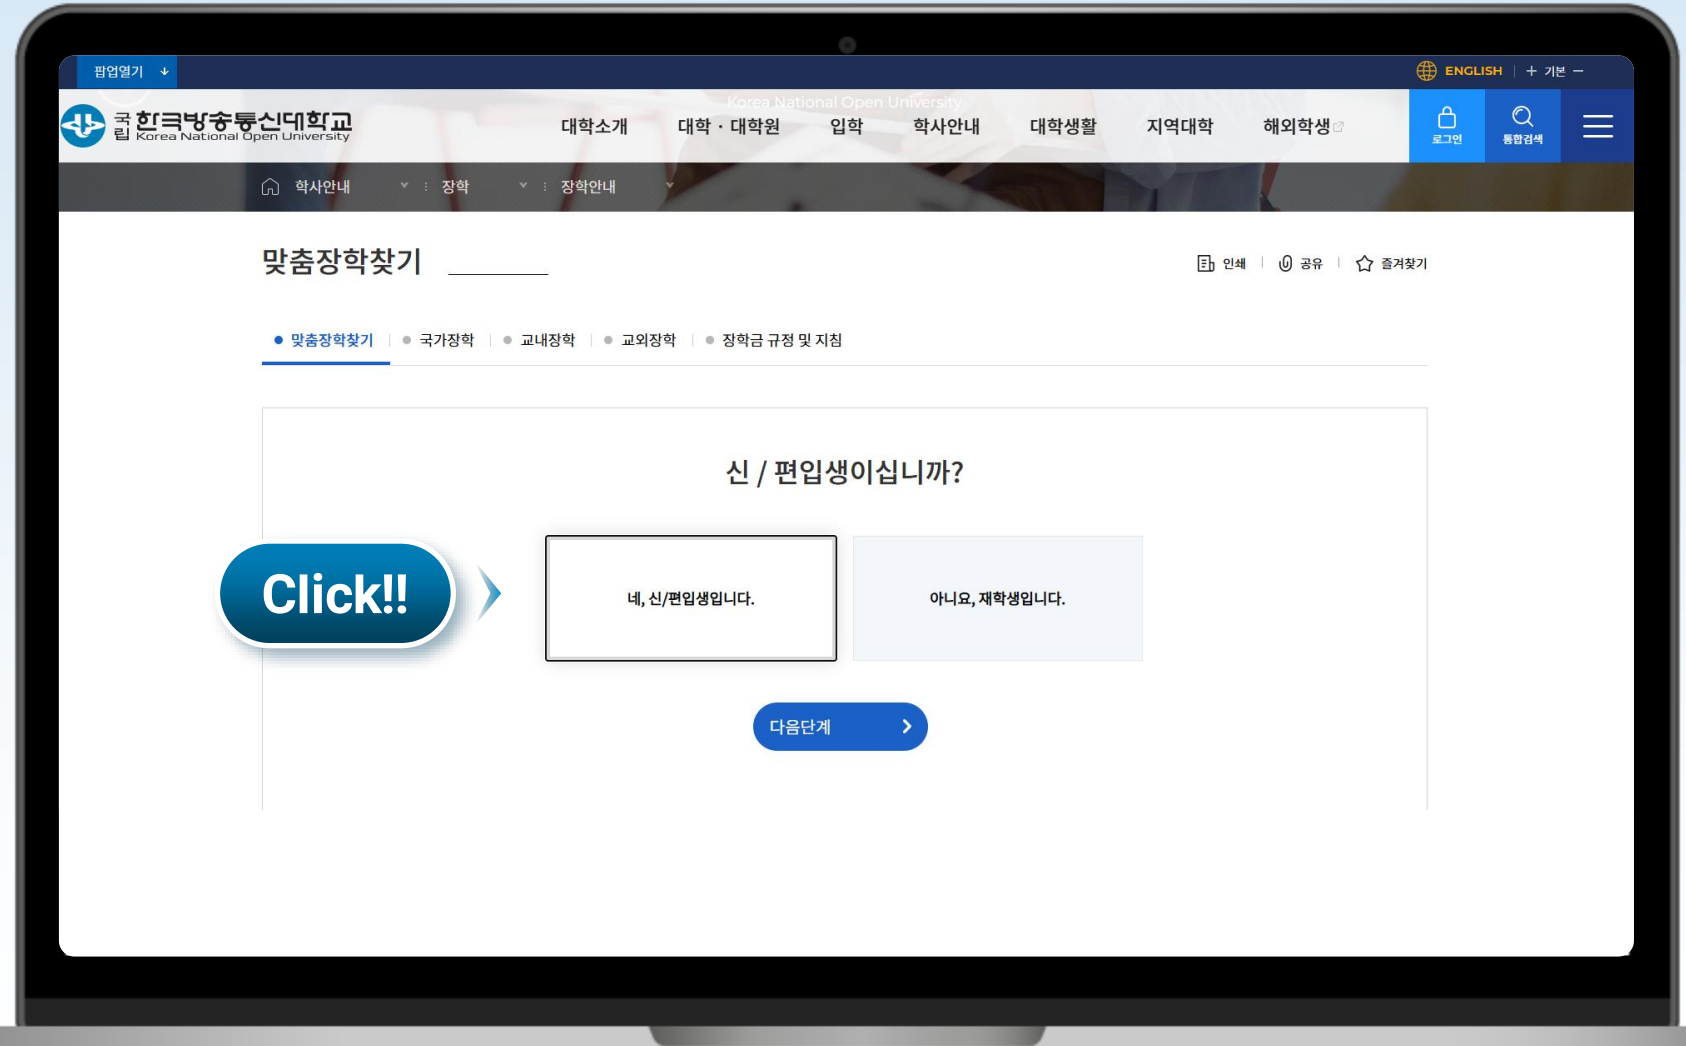 팝업열기
ENGLISH + 기본 －
Korea National Open University
국립 한국방송통신대학교
Korea National Open University
대학소개 대학 · 대학원 입학 학사안내 대학생활 지역대학 해외학생
로그인
통합검색
학사안내 : 장학 : 장학안내
맞춤장학찾기
인쇄 공유 즐겨찾기
맞춤장학찾기 국가장학 교내장학 교외장학 장학금 규정 및 지침
신 / 편입생이십니까?
Click!!
네, 신/편입생입니다.
아니요, 재학생입니다.
다음단계